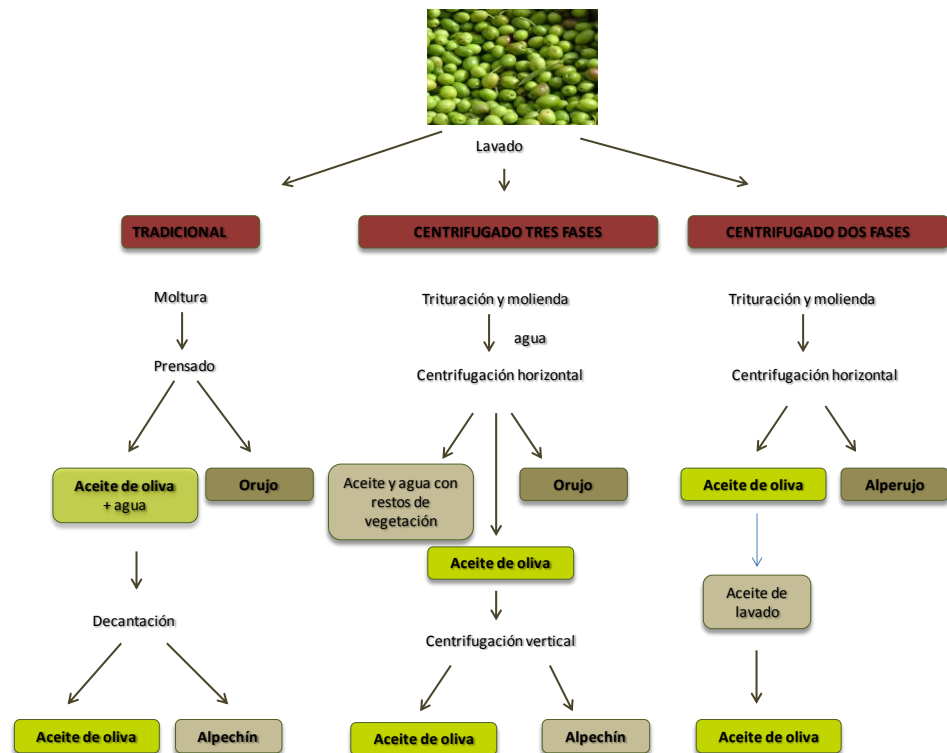 Lavado
TRADICIONAL
CENTRIFUGADO TRES FASES
CENTRIFUGADO DOS FASES
Moltura
Trituración y molienda
Trituración y molienda
agua
Prensado
Centrifugación horizontal
Centrifugación horizontal
Aceite de oliva
+ agua
Orujo
Aceite y agua con
restos de
vegetación
Orujo
Aceite de oliva
Alperujo
Aceite de oliva
Aceite de
lavado
Decantación
Centrifugación vertical
Aceite de oliva
Alpechín
Aceite de oliva
Alpechín
Aceite de oliva